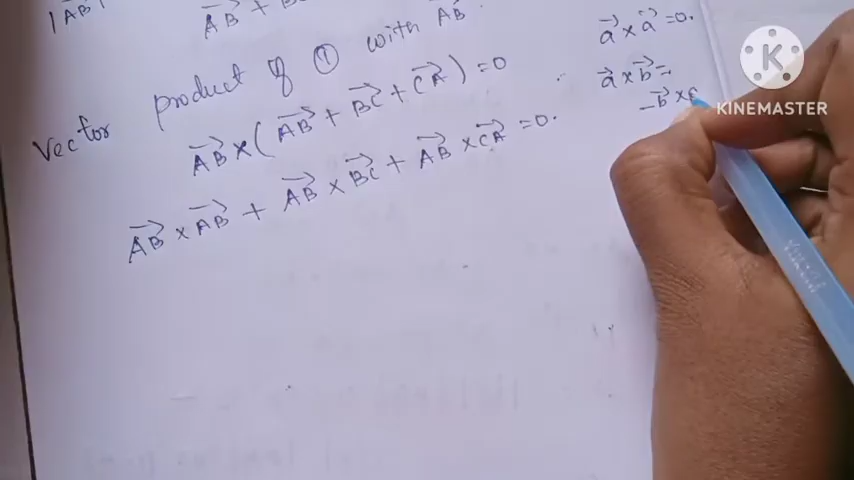 |AB⃗|
AB⃗ + B
Vector product of ① with AB⃗.
AB⃗ × (AB⃗ + BC⃗ + CA⃗) = 0
AB⃗ × AB⃗ + AB⃗ × BC⃗ + AB⃗ × CA⃗ = 0.
a⃗ × a⃗ = 0.
a⃗ × b⃗ =
-b⃗ ×
KINEMASTER